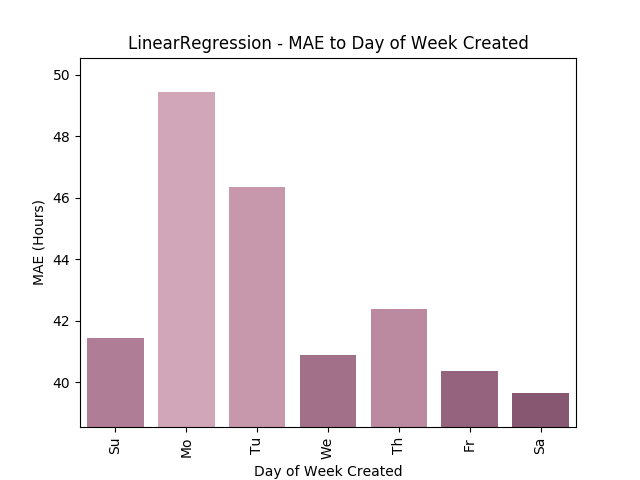 LinearRegression - MAE to Day of Week Created
50
48
46
44
42
40
MAE (Hours)
Su
Mo
Tu
We
Th
Fr
Sa
Day of Week Created